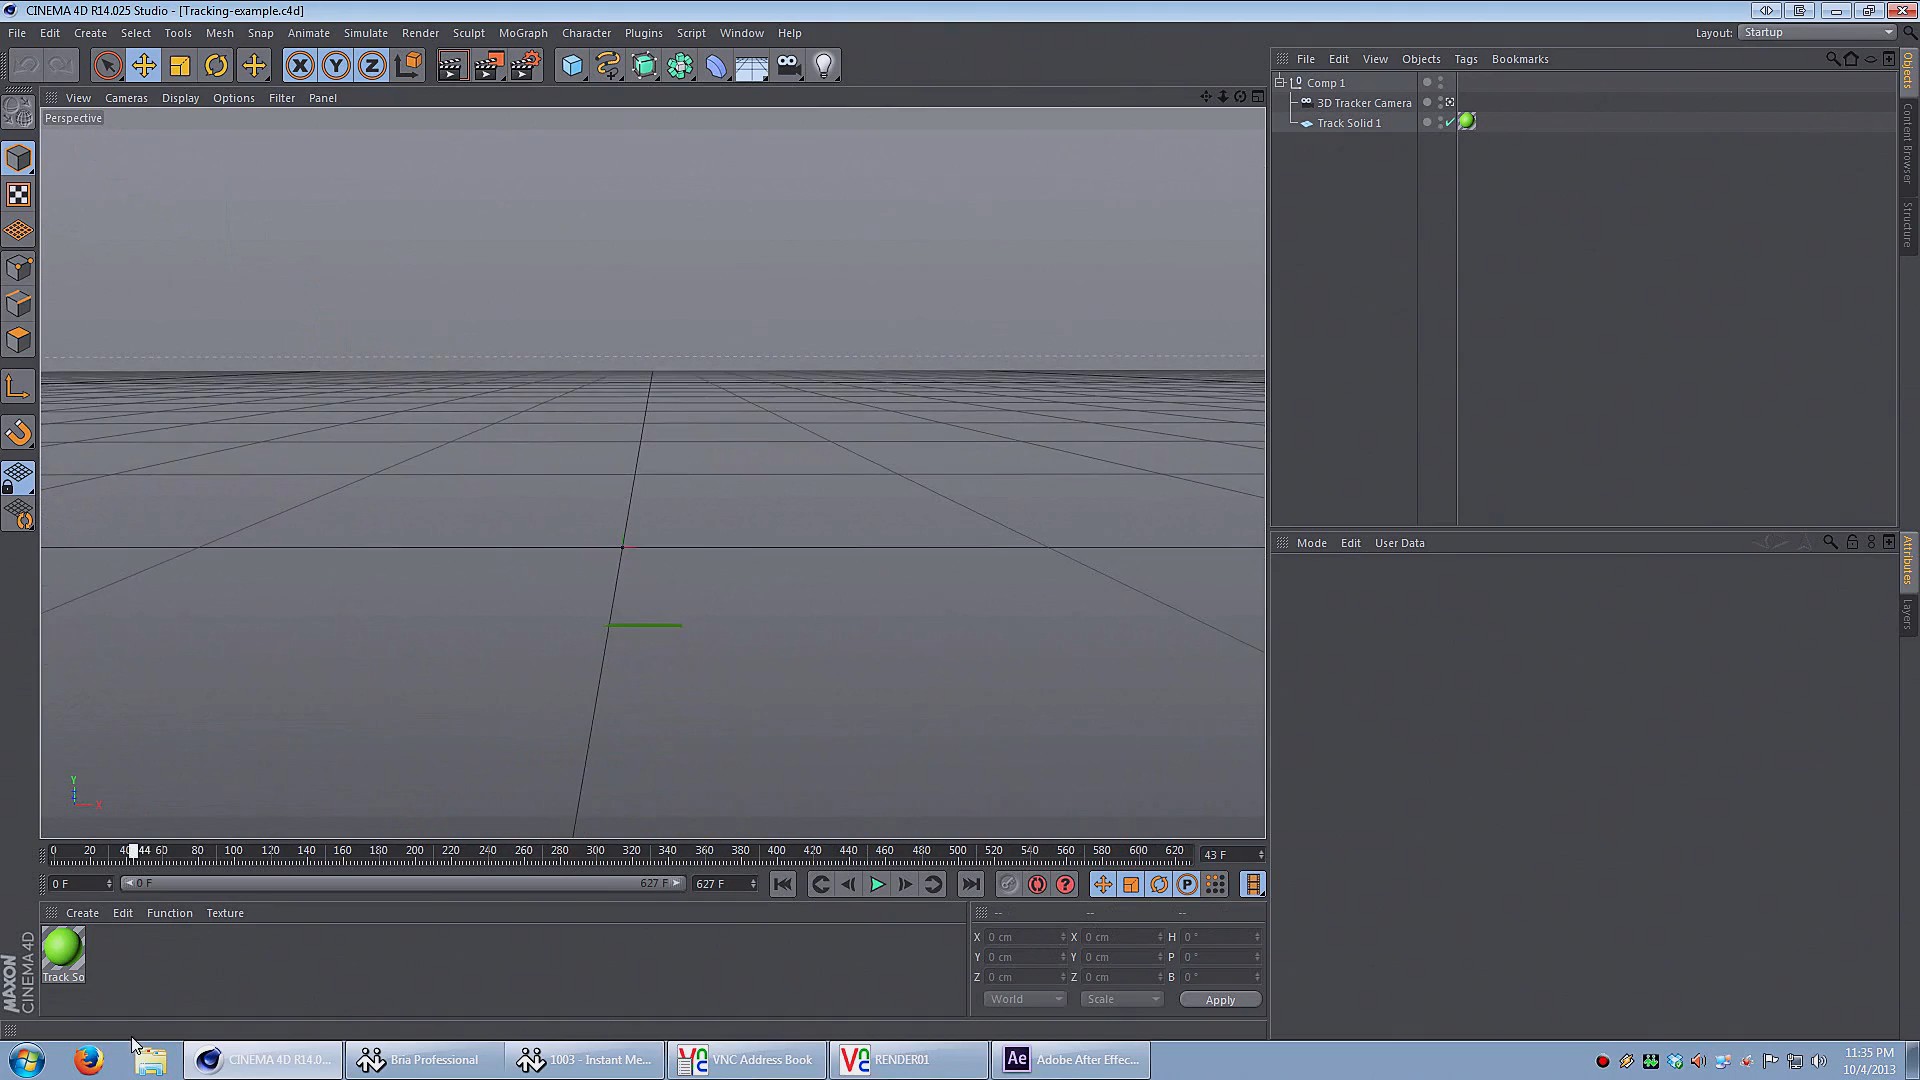 CINEMA 4D R14.025 Studio - [Tracking-example.c4d]
File Edit Create Select Tools Mesh Snap Animate Simulate Render Sculpt MoGraph Character Plugins Script Window Help
Layout: Startup
X Y Z
View Cameras Display Options Filter Panel
Perspective
File Edit View Objects Tags Bookmarks
Comp 1
3D Tracker Camera
Track Solid 1
Objects
Content Browser
Structure
Mode Edit User Data
Attributes
Layers
Y
X
0 20 40 44 60 80 100 120 140 160 180 200 220 240 260 280 300 320 340 360 380 400 420 440 460 480 500 520 540 560 580 600 620
43 F
0 F 0 F 627 F 627 F
Create Edit Function Texture
Track So
MAXON
CINEMA 4D
-- -- --
X 0 cm X 0 cm H 0 °
Y 0 cm Y 0 cm P 0 °
Z 0 cm Z 0 cm B 0 °
World Scale Apply
CINEMA 4D R14.0... Bria Professional 1003 - Instant Me... VNC Address Book RENDER01 Ae Adobe After Effec...
11:35 PM
10/4/2013